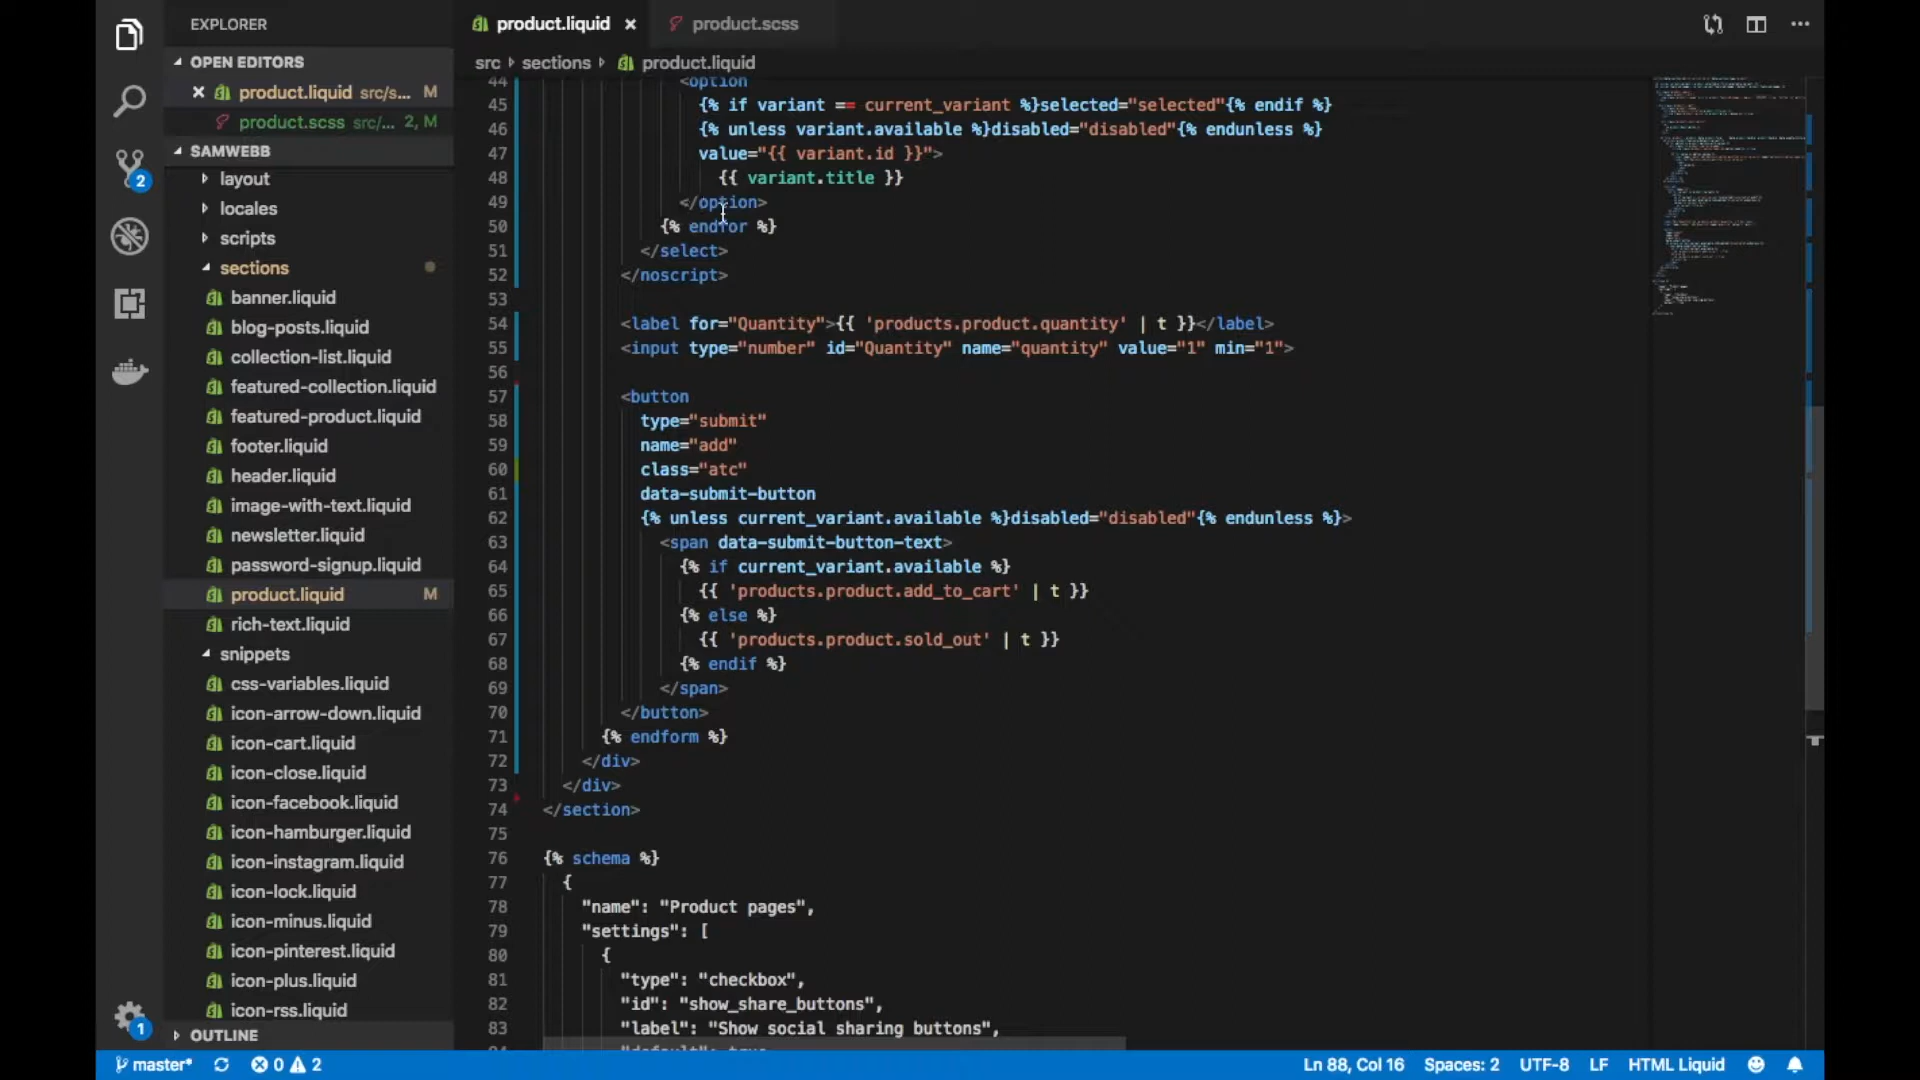 EXPLORER
OPEN EDITORS
product.liquid src/s... M
product.scss src/... 2, M
SAMWEBB
layout
locales
scripts
sections
banner.liquid
blog-posts.liquid
collection-list.liquid
featured-collection.liquid
featured-product.liquid
footer.liquid
header.liquid
image-with-text.liquid
newsletter.liquid
password-signup.liquid
product.liquid M
rich-text.liquid
snippets
css-variables.liquid
icon-arrow-down.liquid
icon-cart.liquid
icon-close.liquid
icon-facebook.liquid
icon-hamburger.liquid
icon-instagram.liquid
icon-lock.liquid
icon-minus.liquid
icon-pinterest.liquid
icon-plus.liquid
icon-rss.liquid
OUTLINE
2
1
product.liquid product.scss
src sections product.liquid
44 <option
45 {% if variant == current_variant %}selected="selected"{% endif %}
46 {% unless variant.available %}disabled="disabled"{% endunless %}
47 value="{{ variant.id }}">
48 {{ variant.title }}
49 </option>
50 {% endfor %}
51 </select>
52 </noscript>
53
54 <label for="Quantity">{{ 'products.product.quantity' | t }}</label>
55 <input type="number" id="Quantity" name="quantity" value="1" min="1">
56
57 <button
58 type="submit"
59 name="add"
60 class="atc"
61 data-submit-button
62 {% unless current_variant.available %}disabled="disabled"{% endunless %}>
63 <span data-submit-button-text>
64 {% if current_variant.available %}
65 {{ 'products.product.add_to_cart' | t }}
66 {% else %}
67 {{ 'products.product.sold_out' | t }}
68 {% endif %}
69 </span>
70 </button>
71 {% endform %}
72 </div>
73 </div>
74 </section>
75
76 {% schema %}
77 {
78 "name": "Product pages",
79 "settings": [
80 {
81 "type": "checkbox",
82 "id": "show_share_buttons",
83 "label": "Show social sharing buttons",
master* 0 2 Ln 88, Col 16 Spaces: 2 UTF-8 LF HTML Liquid